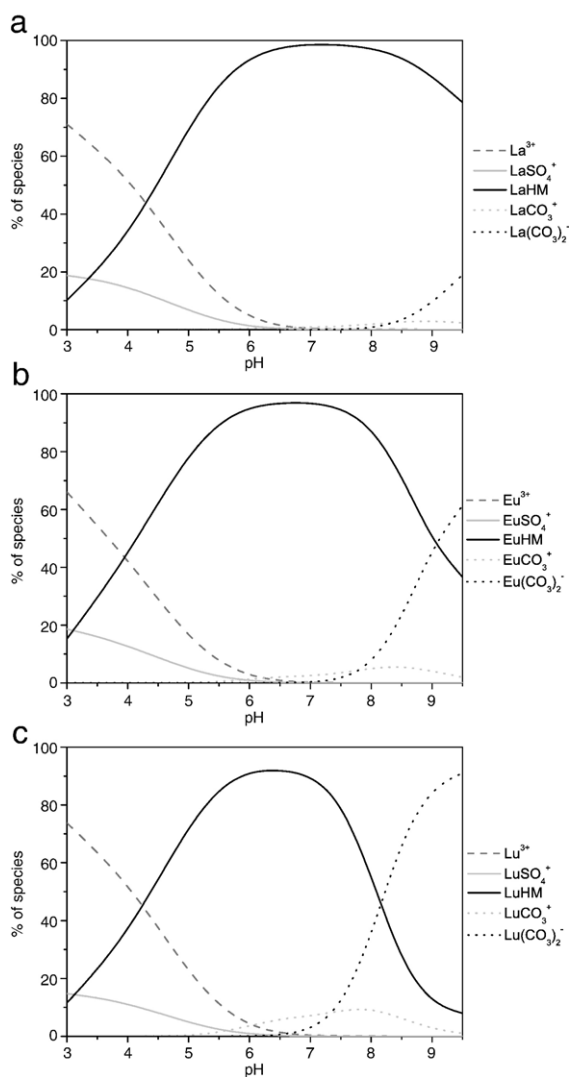 a
100
80
60
40
20
0
% of species
3 4 5 6 7 8 9
pH
La³⁺
LaSO₄⁺
LaHM
LaCO₃⁺
La(CO₃)₂⁻
b
100
80
60
40
20
0
% of species
3 4 5 6 7 8 9
pH
Eu³⁺
EuSO₄⁺
EuHM
EuCO₃⁺
Eu(CO₃)₂⁻
c
100
80
60
40
20
0
% of species
3 4 5 6 7 8 9
pH
Lu³⁺
LuSO₄⁺
LuHM
LuCO₃⁺
Lu(CO₃)₂⁻